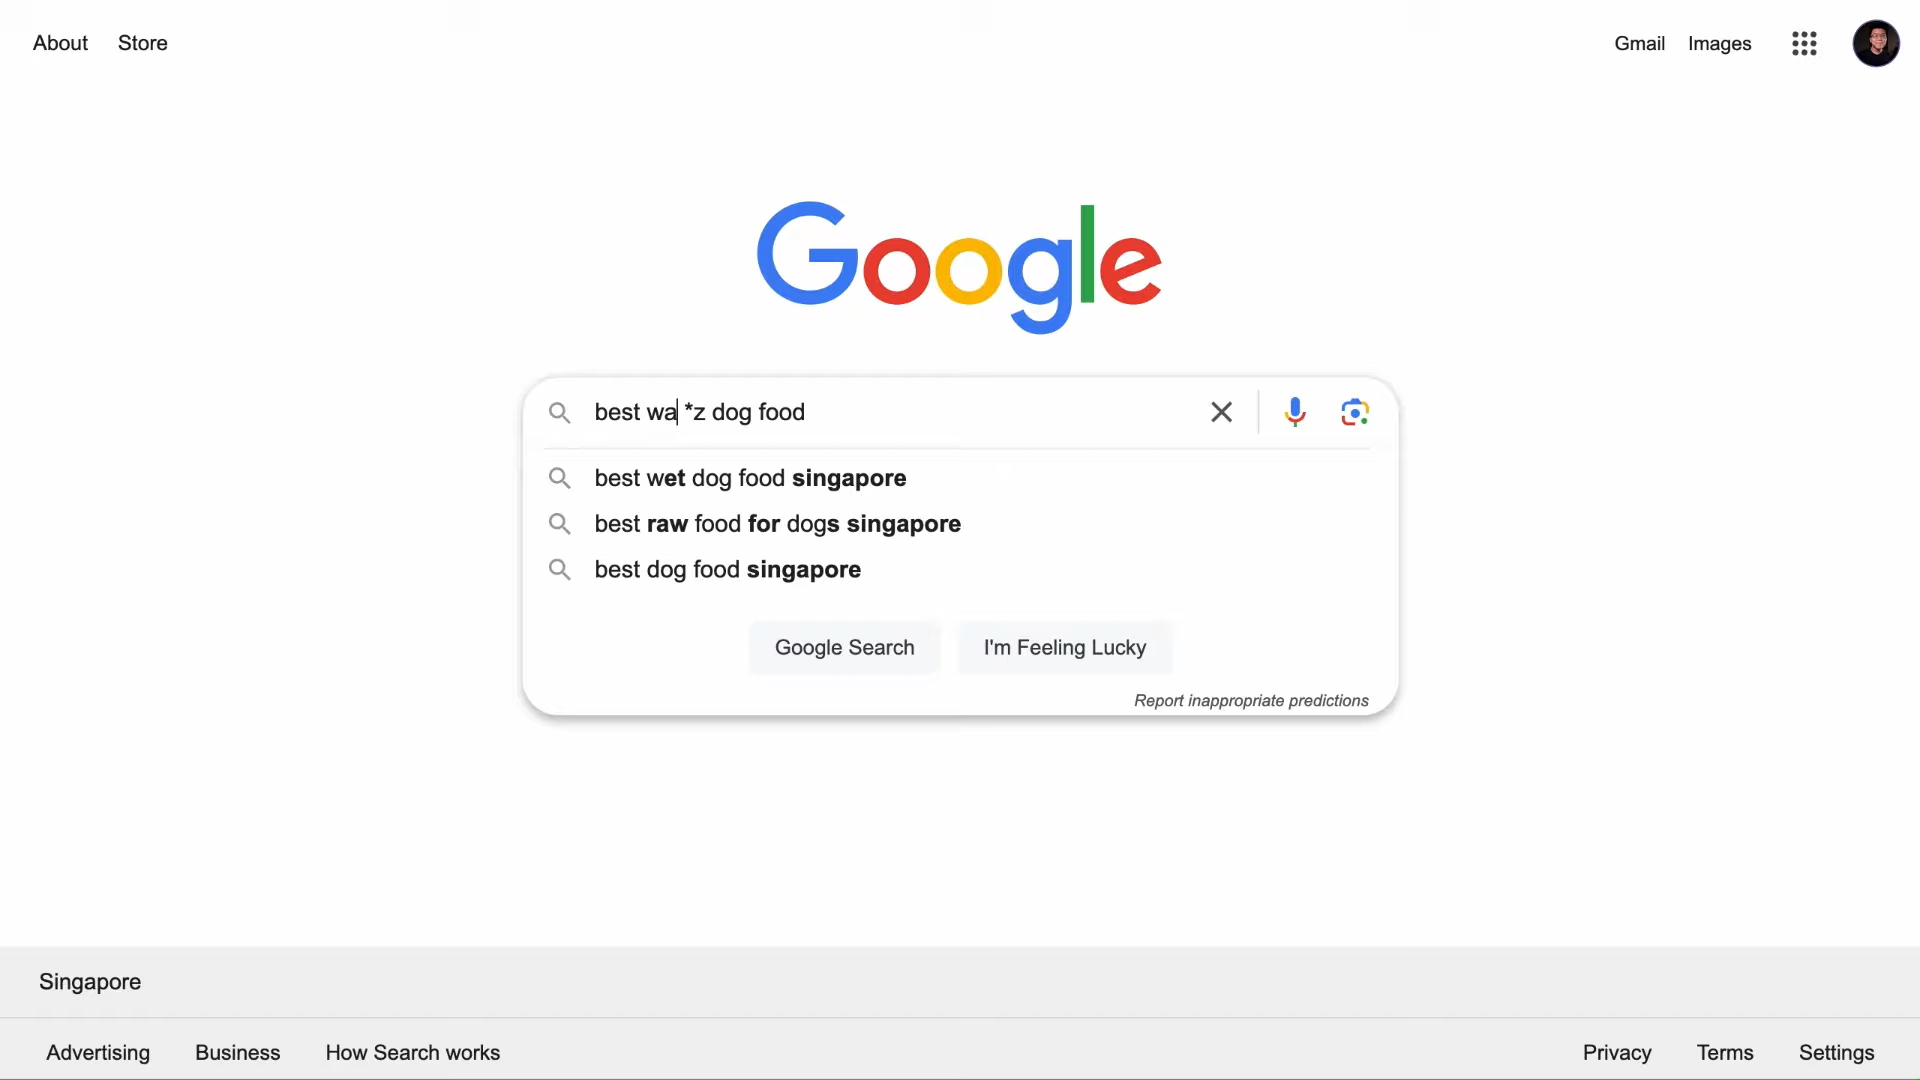 About Store
Gmail Images
Google
best wa *z dog food
best wet dog food singapore
best raw food for dogs singapore
best dog food singapore
Google Search I'm Feeling Lucky
Report inappropriate predictions
Singapore
Advertising Business How Search works
Privacy Terms Settings